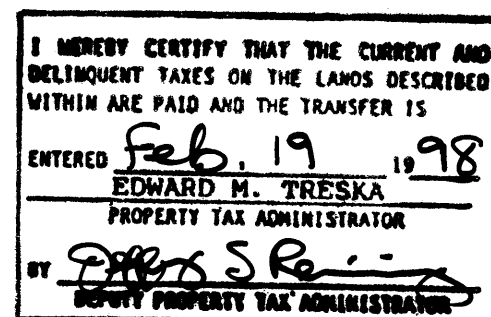 I HEREBY CERTIFY THAT THE CURRENT AND
DELINQUENT TAXES ON THE LANDS DESCRIBED
WITHIN ARE PAID AND THE TRANSFER IS
ENTERED Feb. 19 1998
EDWARD M. TRESKA
PROPERTY TAX ADMINISTRATOR
BY Jeffrey S
DEPUTY PROPERTY TAX ADMINISTRATOR